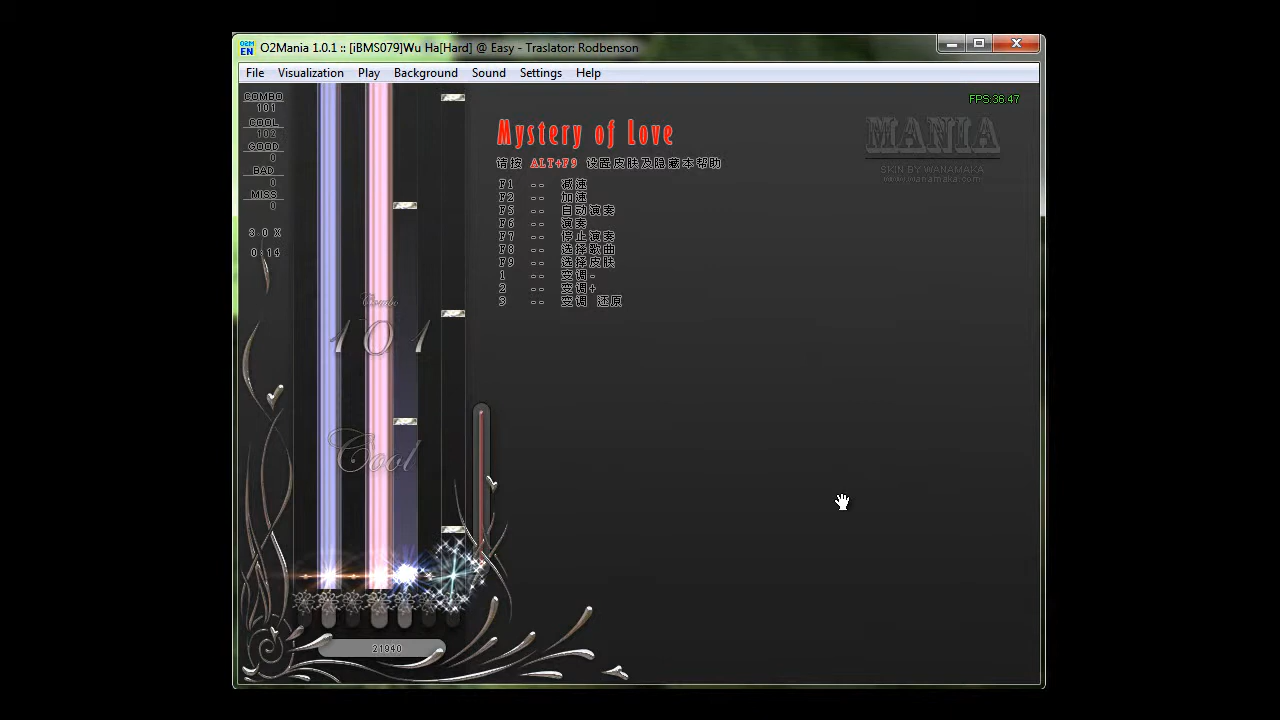 O2Mania 1.0.1 :: [iBMS079]Wu Ha[Hard] @ Easy - Traslator: Rodbenson
File Visualization Play Background Sound Settings Help
COMBO
101
COOL
102
GOOD
0
BAD
0
MISS
0
3.0 X
0:14
FPS:36.47
MANIA
SKIN BY WANAMAKA
www.wanamaka.com
Mystery of Love
请按 ALT+F9 设置皮肤及隐藏本帮助
F1 -- 减速
F2 -- 加速
F5 -- 自动演奏
F6 -- 演奏
F7 -- 停止演奏
F8 -- 选择歌曲
F9 -- 选择皮肤
1 -- 变调-
2 -- 变调+
3 -- 变调 还原
Combo
101
Cool
21940